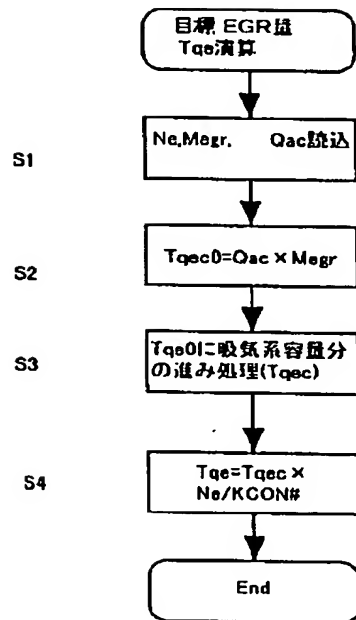 目標 EGR量
Tqe演算
S1
Ne,Megr, Qac読込
S2
Tqec0=Qac×Megr
S3
Tqe0に吸気系容量分
の進み処理(Tqec)
S4
Tqe=Tqec×
Ne/KCON#
End